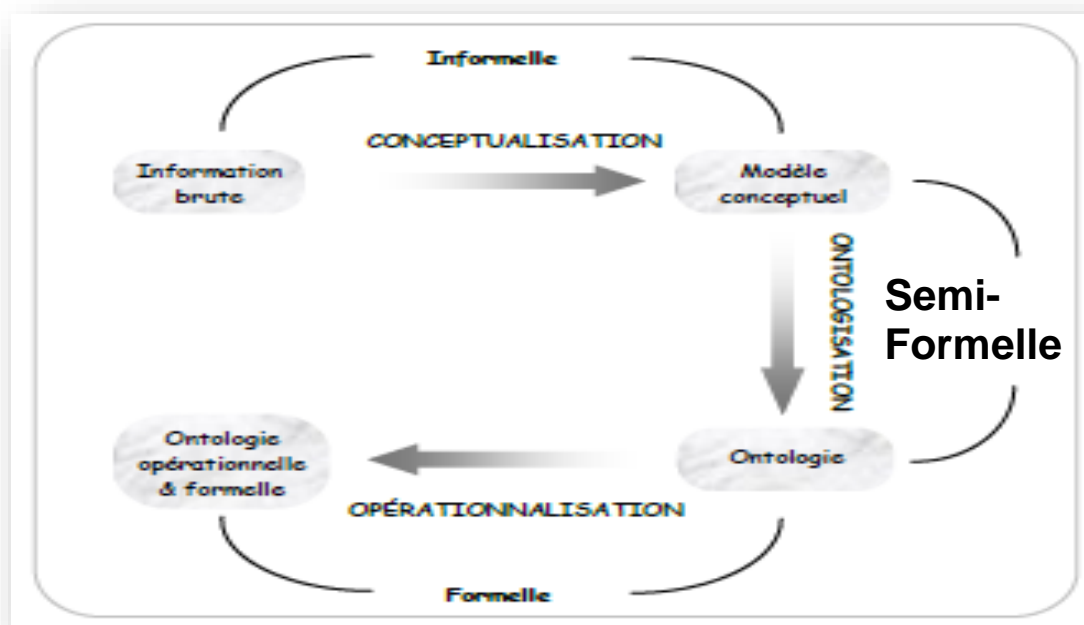 Informelle
CONCEPTUALISATION
Information
brute
Modèle
conceptuel
ONTOLOGISATION
Semi-
Formelle
Ontologie
opérationnelle
& formelle
Ontologie
OPÉRATIONNALISATION
Formelle